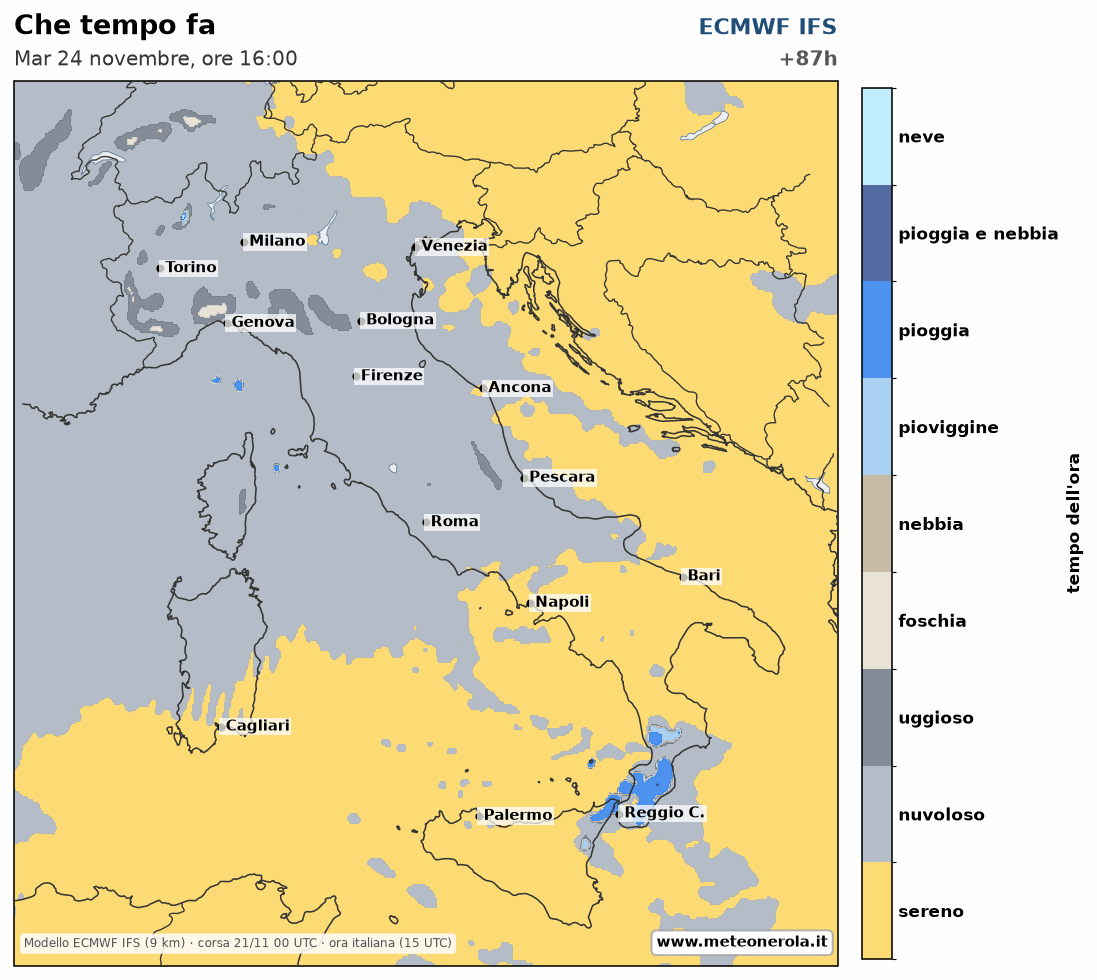 Che tempo fa
ECMWF IFS
Mar 24 novembre, ore 16:00
+87h
neve
pioggia e nebbia
pioggia
pioviggine
nebbia
foschia
uggioso
nuvoloso
sereno
tempo dell'ora
Milano
Venezia
Torino
Genova
Bologna
Firenze
Ancona
Pescara
Roma
Bari
Napoli
Cagliari
Palermo
Reggio C.
Modello ECMWF IFS (9 km) · corsa 21/11 00 UTC · ora italiana (15 UTC)
www.meteonerola.it